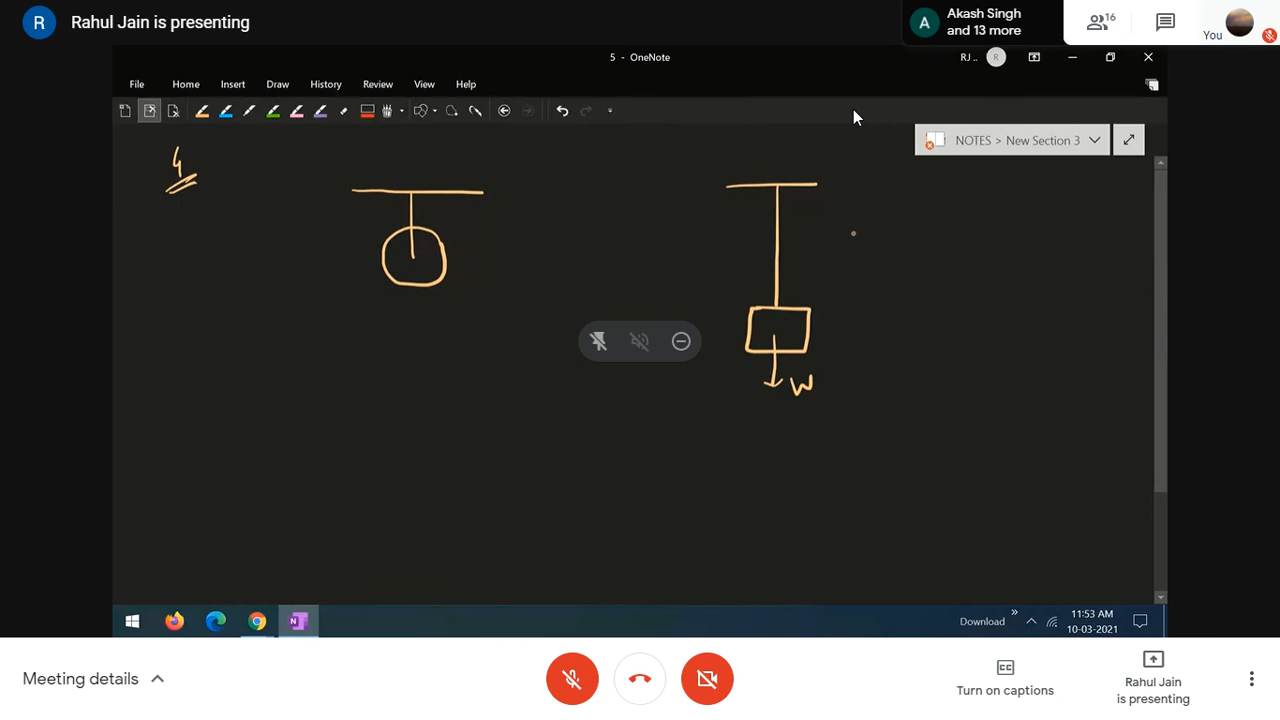 R Rahul Jain is presenting
A Akash Singh
and 13 more
16
You
5 - OneNote
RJ ..
R
File Home Insert Draw History Review View Help
NOTES > New Section 3
4
W
Download
11:53 AM
10-03-2021
N
Meeting details
CC
Turn on captions
Rahul Jain
is presenting